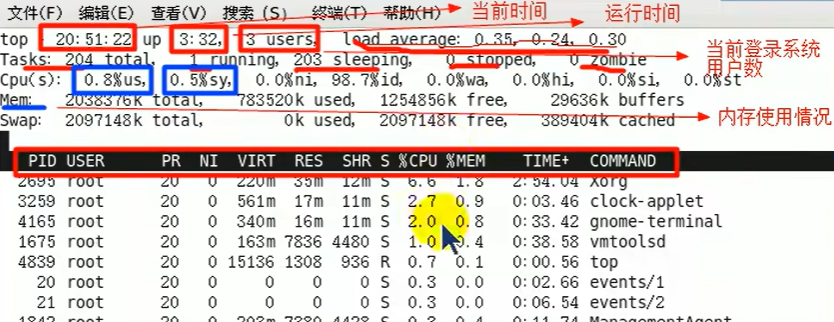 文件(F) 编辑(E) 查看(V) 搜索 (S) 终端(T) 帮助(H)
当前时间
运行时间
top - 20:51:22 up 3:32, 3 users, load average: 0.35, 0.24, 0.30
当前登录系统
用户数
Tasks: 204 total, 1 running, 203 sleeping, 0 stopped, 0 zombie
Cpu(s): 0.8%us, 0.5%sy, 0.0%ni, 98.7%id, 0.0%wa, 0.0%hi, 0.0%si, 0.0%st
Mem: 2038376k total, 783520k used, 1254856k free, 29636k buffers
内存使用情况
Swap: 2097148k total, 0k used, 2097148k free, 389404k cached
PID USER PR NI VIRT RES SHR S %CPU %MEM TIME+ COMMAND
2695 root 20 0 220m 35m 12m S 6.6 1.8 2:54.04 Xorg
3259 root 20 0 561m 17m 11m S 2.7 0.9 0:03.46 clock-applet
4165 root 20 0 340m 16m 11m S 2.0 0.8 0:33.42 gnome-terminal
1675 root 20 0 163m 7836 4480 S 1.0 0.4 0:38.58 vmtoolsd
4839 root 20 0 15136 1308 936 R 0.7 0.1 0:00.56 top
20 root 20 0 0 0 0 S 0.3 0.0 0:02.66 events/1
21 root 20 0 0 0 0 S 0.3 0.0 0:06.54 events/2
1842 root 20 0 203m 7380 4428 S 0.3 0.4 0:11.74 ManagementAgent